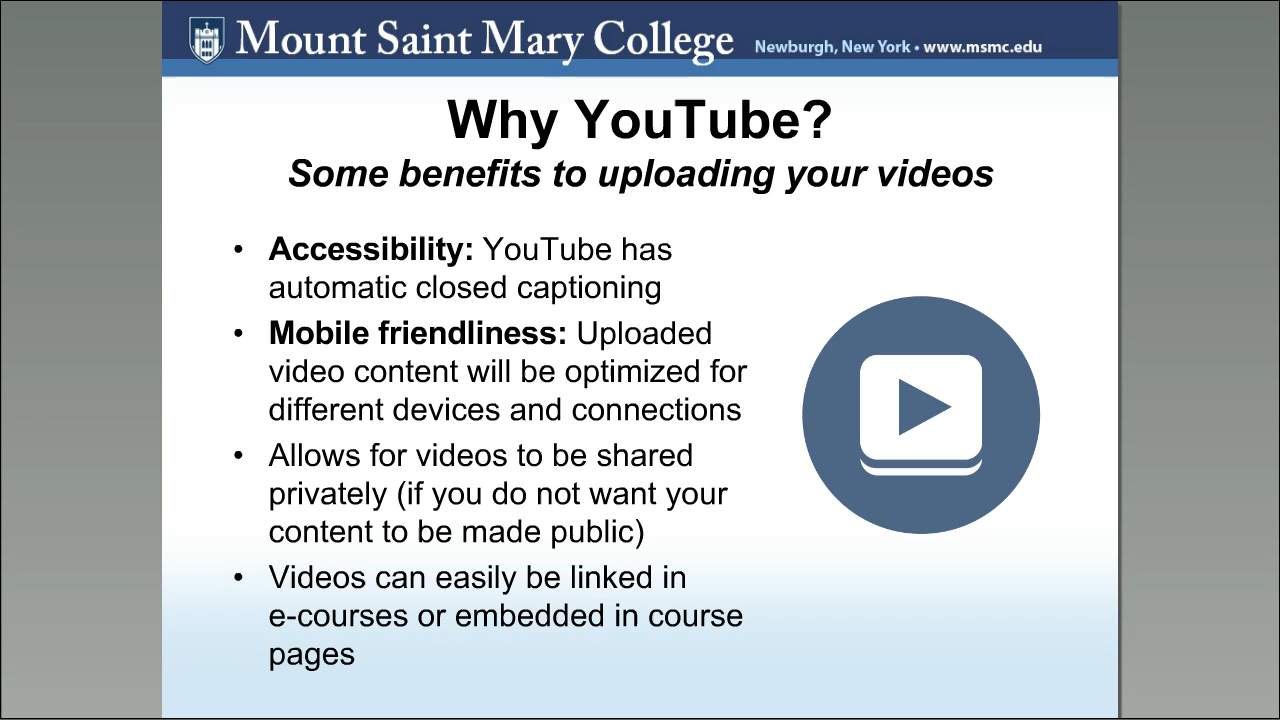 Mount Saint Mary College Newburgh, New York • www.msmc.edu
Why YouTube?
Some benefits to uploading your videos
• Accessibility: YouTube has
automatic closed captioning
• Mobile friendliness: Uploaded
video content will be optimized for
different devices and connections
• Allows for videos to be shared
privately (if you do not want your
content to be made public)
• Videos can easily be linked in
e-courses or embedded in course
pages